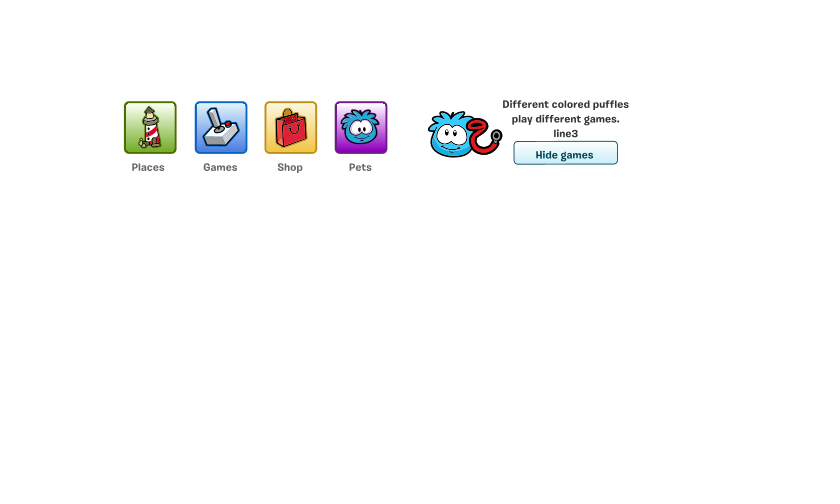 Different colored puffles
play different games.
line3
Hide games
Places
Games
Shop
Pets